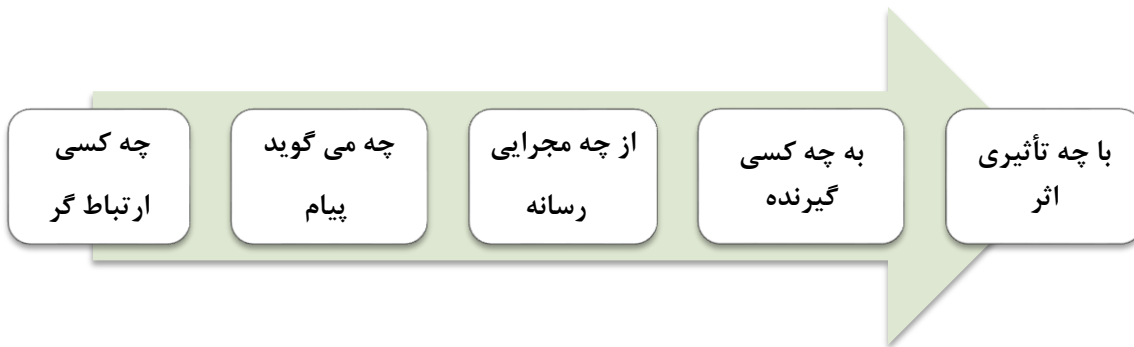 چه کسی
ارتباط گر
چه می گوید
پیام
از چه مجرایی
رسانه
به چه کسی
گیرنده
با چه تأثیری
اثر